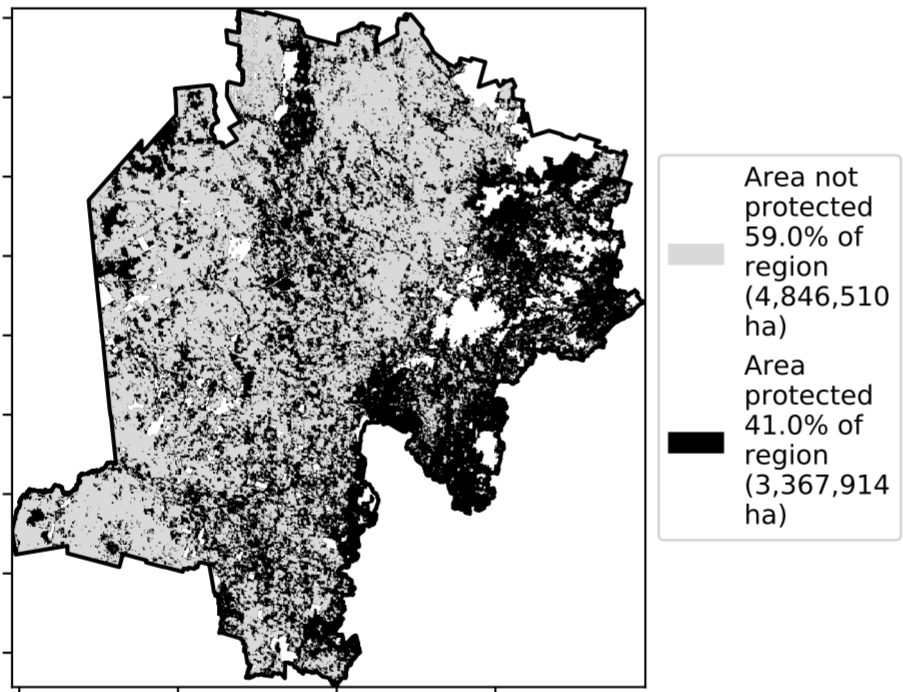 Area not
protected
59.0% of
region
(4,846,510
ha)
Area
protected
41.0% of
region
(3,367,914
ha)